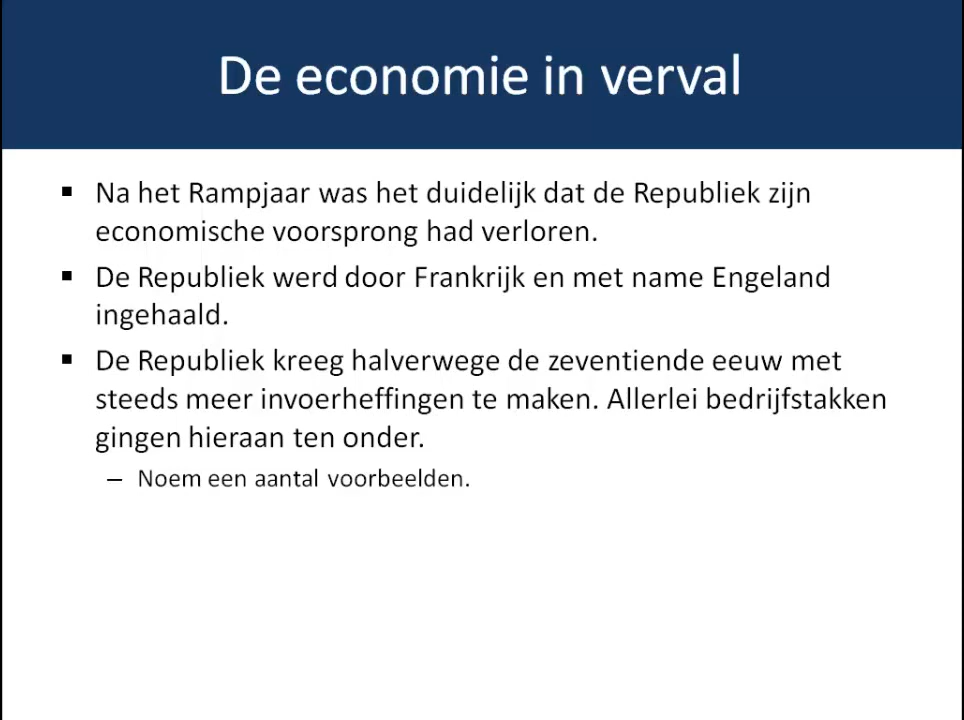 De economie in verval
▪ Na het Rampjaar was het duidelijk dat de Republiek zijn
economische voorsprong had verloren.
▪ De Republiek werd door Frankrijk en met name Engeland
ingehaald.
▪ De Republiek kreeg halverwege de zeventiende eeuw met
steeds meer invoerheffingen te maken. Allerlei bedrijfstakken
gingen hieraan ten onder.
– Noem een aantal voorbeelden.